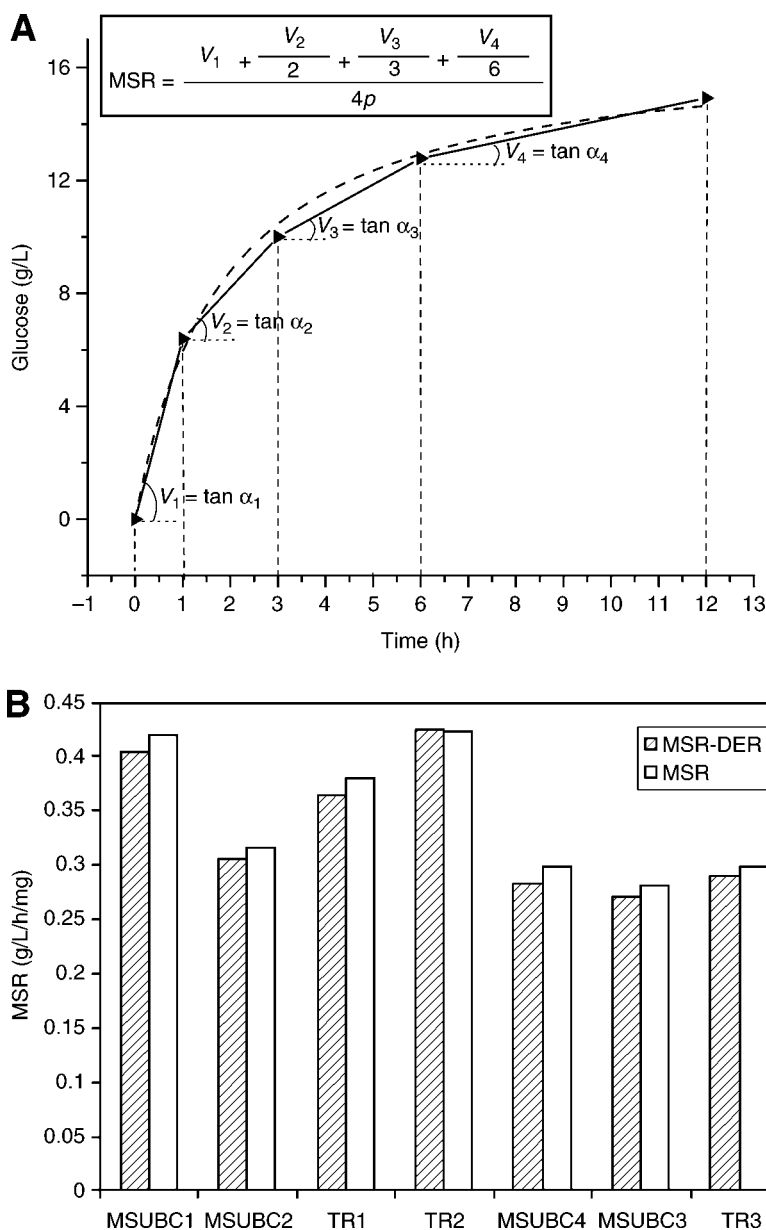 A
MSR = V1 + V2/2 + V3/3 + V4/6
4p
16
12
8
4
0
Glucose (g/L)
V4 = tan α4
V3 = tan α3
V2 = tan α2
V1 = tan α1
−1 0 1 2 3 4 5 6 7 8 9 10 11 12 13
Time (h)
B
0.45
0.4
0.35
0.3
0.25
0.2
0.15
0.1
0.05
0
MSR (g/L/h/mg)
MSR-DER
MSR
MSUBC1 MSUBC2 TR1 TR2 MSUBC4 MSUBC3 TR3